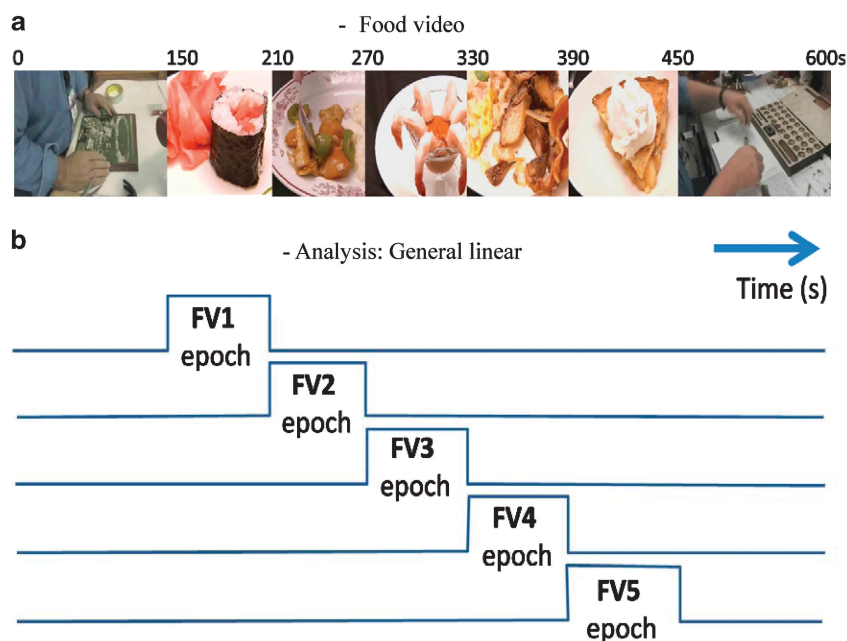 a
- Food video
0 150 210 270 330 390 450 600s
b
- Analysis: General linear
Time (s)
FV1
epoch
FV2
epoch
FV3
epoch
FV4
epoch
FV5
epoch